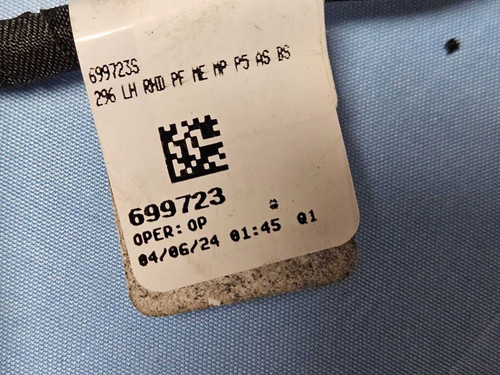 699723S
296 LH RHD PF ME MP P5 AS BS
699723
OPER: OP
04/06/24 01:45 Q1